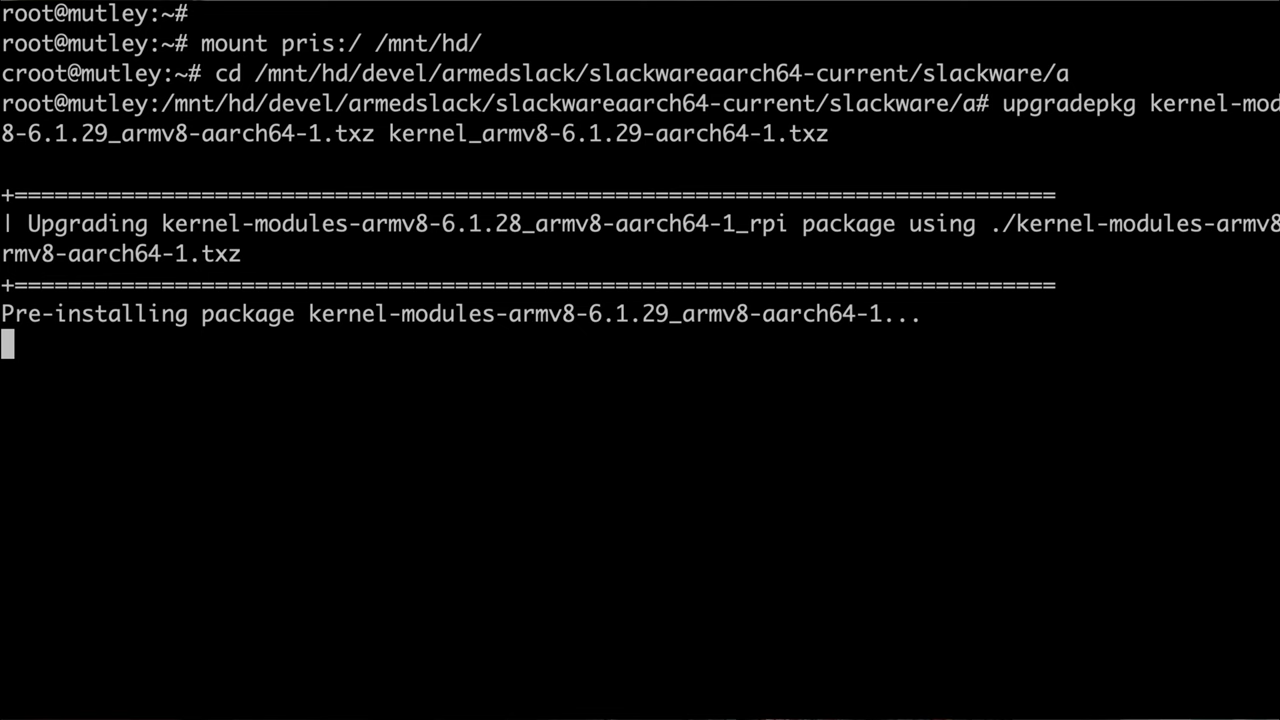 root@mutley:~#
root@mutley:~# mount pris:/ /mnt/hd/
croot@mutley:~# cd /mnt/hd/devel/armedslack/slackwareaarch64-current/slackware/a
root@mutley:/mnt/hd/devel/armedslack/slackwareaarch64-current/slackware/a# upgradepkg kernel-mod
8-6.1.29_armv8-aarch64-1.txz kernel_armv8-6.1.29-aarch64-1.txz
+==============================================================================
| Upgrading kernel-modules-armv8-6.1.28_armv8-aarch64-1_rpi package using ./kernel-modules-armv8
rmv8-aarch64-1.txz
+==============================================================================
Pre-installing package kernel-modules-armv8-6.1.29_armv8-aarch64-1...